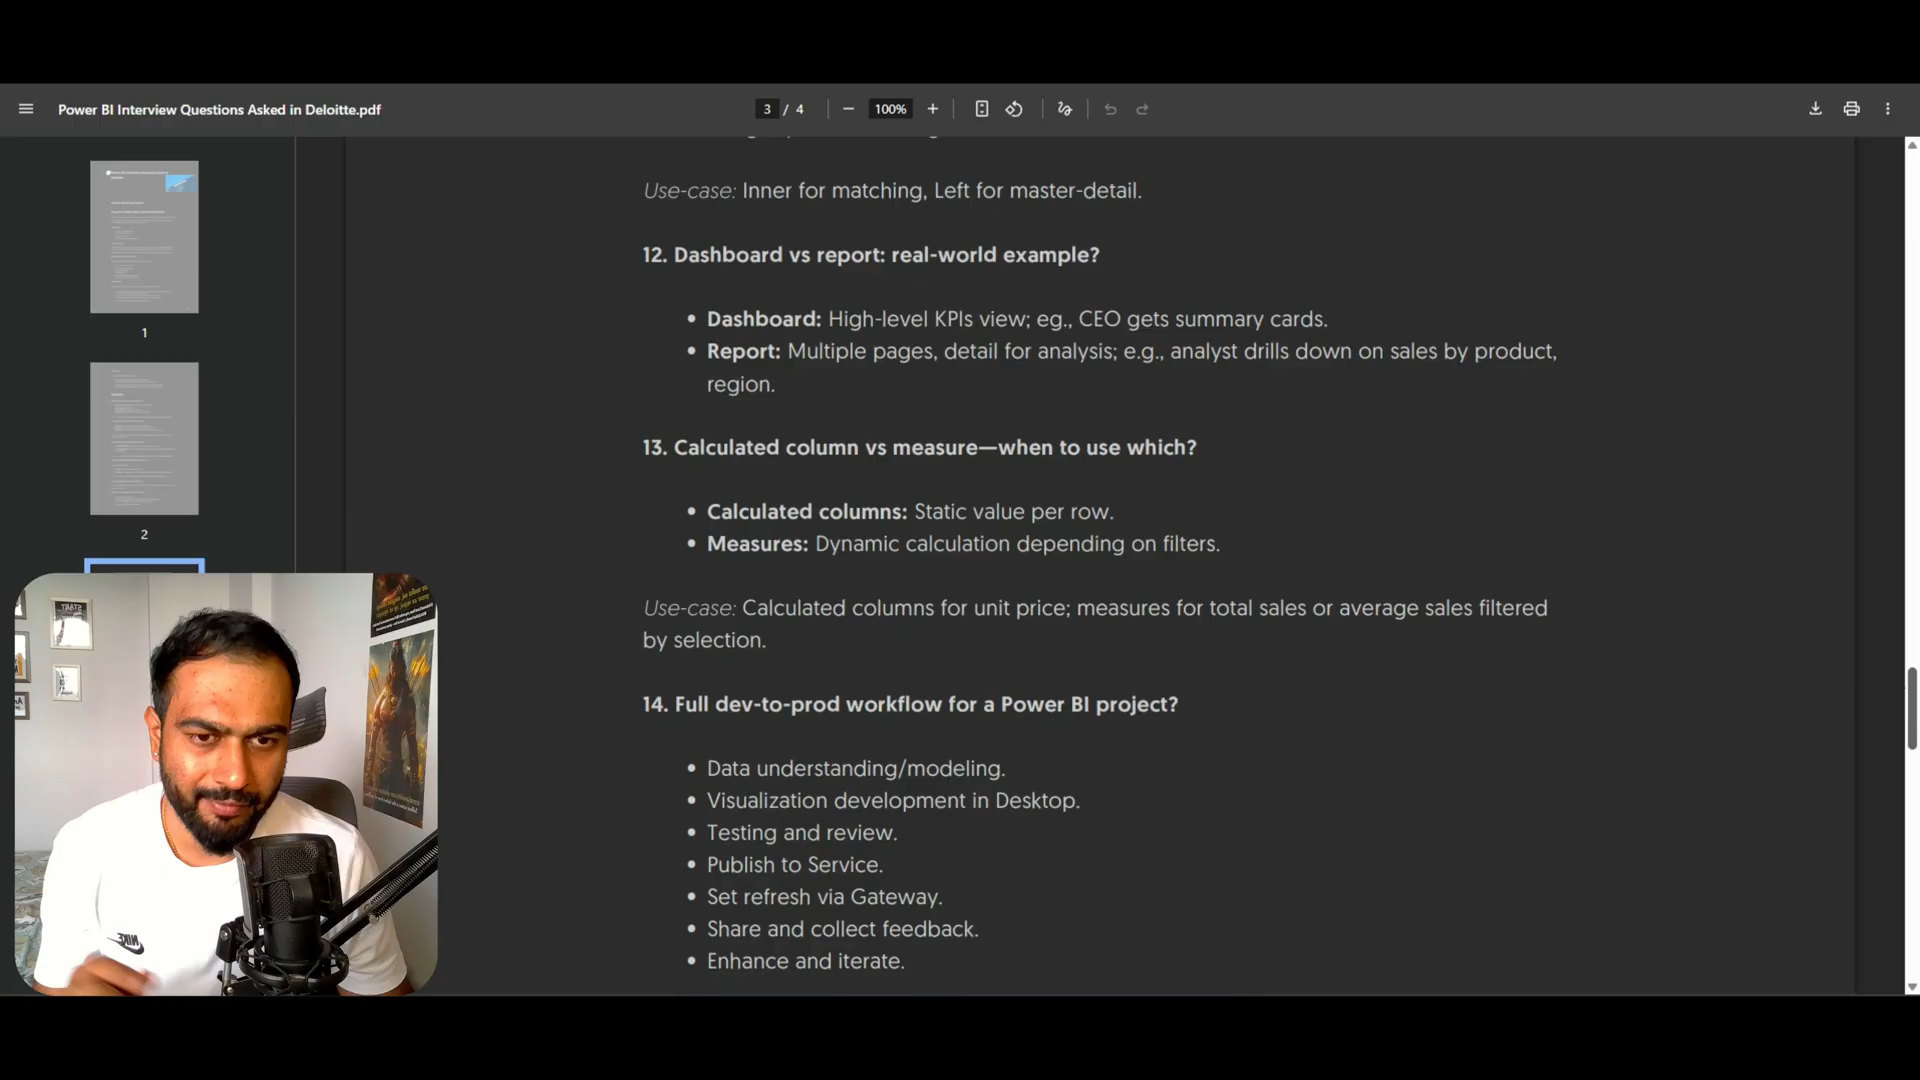 Power BI Interview Questions Asked in Deloitte.pdf
3 / 4
100%
Use-case: Inner for matching, Left for master-detail.
12. Dashboard vs report: real-world example?
• Dashboard: High-level KPIs view; eg., CEO gets summary cards.
• Report: Multiple pages, detail for analysis; e.g., analyst drills down on sales by product,
region.
13. Calculated column vs measure—when to use which?
• Calculated columns: Static value per row.
• Measures: Dynamic calculation depending on filters.
Use-case: Calculated columns for unit price; measures for total sales or average sales filtered
by selection.
14. Full dev-to-prod workflow for a Power BI project?
• Data understanding/modeling.
• Visualization development in Desktop.
• Testing and review.
• Publish to Service.
• Set refresh via Gateway.
• Share and collect feedback.
• Enhance and iterate.
1
2
START
NIKE